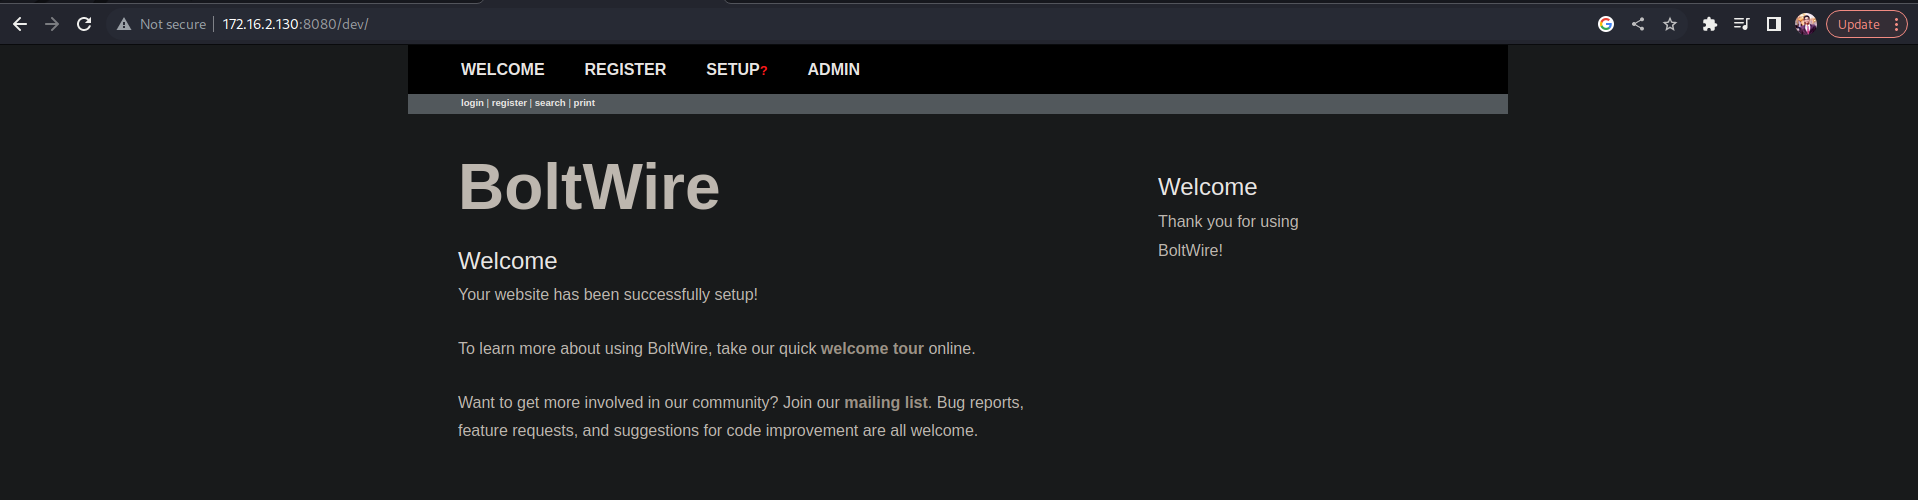 Not secure | 172.16.2.130:8080/dev/
Update
WELCOME REGISTER SETUP? ADMIN
login | register | search | print
BoltWire
Welcome
Your website has been successfully setup!
To learn more about using BoltWire, take our quick welcome tour online.
Want to get more involved in our community? Join our mailing list. Bug reports,
feature requests, and suggestions for code improvement are all welcome.
Welcome
Thank you for using
BoltWire!